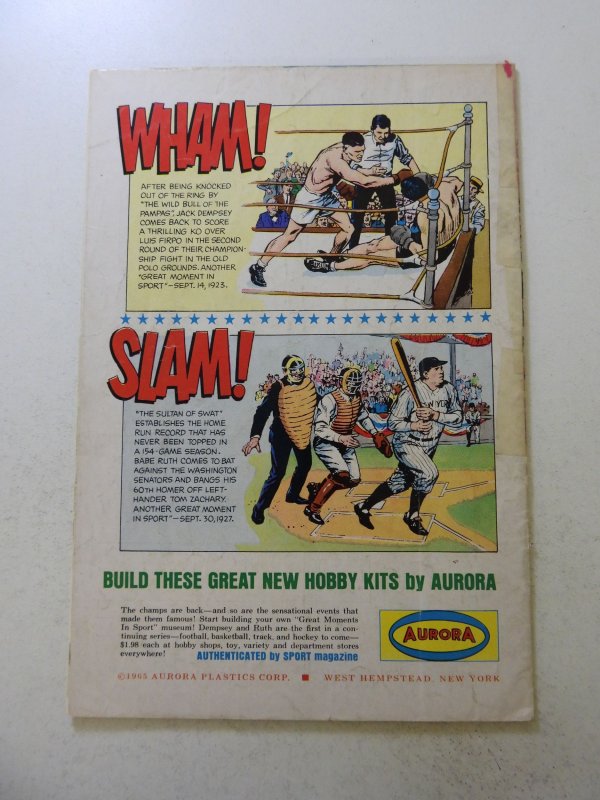 WHAM!
AFTER BEING KNOCKED
OUT OF THE RING BY
"THE WILD BULL OF THE
PAMPAS", JACK DEMPSEY
COMES BACK TO SCORE
A THRILLING KO OVER
LUIS FIRPO IN THE SECOND
ROUND OF THEIR CHAMPION-
SHIP FIGHT IN THE OLD
POLO GROUNDS. ANOTHER
"GREAT MOMENT IN
SPORT"—SEPT. 14, 1923.
SLAM!
"THE SULTAN OF SWAT"
ESTABLISHES THE HOME
RUN RECORD THAT HAS
NEVER BEEN TOPPED IN
A 154-GAME SEASON.
BABE RUTH COMES TO BAT
AGAINST THE WASHINGTON
SENATORS AND BANGS HIS
60TH HOMER OFF LEFT-
HANDER TOM ZACHARY.
ANOTHER GREAT MOMENT
IN SPORT"—SEPT. 30, 1927.
NEW YORK
BUILD THESE GREAT NEW HOBBY KITS by AURORA
The champs are back—and so are the sensational events that
made them famous! Start building your own "Great Moments
In Sport" museum! Dempsey and Ruth are the first in a con-
tinuing series—football, basketball, track, and hockey to come—
$1.98 each at hobby shops, toy, variety and department stores
everywhere! AUTHENTICATED by SPORT magazine
AURORA
©1965 AURORA PLASTICS CORP. ■ WEST HEMPSTEAD, NEW YORK